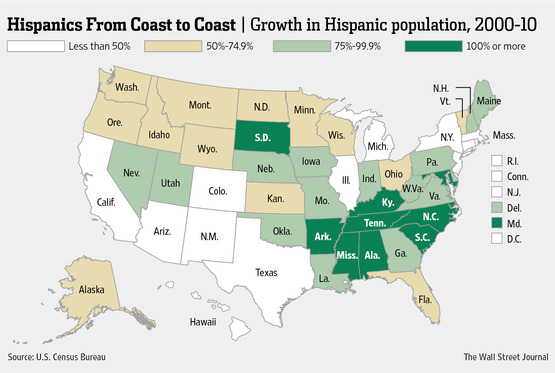 Hispanics From Coast to Coast | Growth in Hispanic population, 2000-10
Less than 50% 50%-74.9% 75%-99.9% 100% or more
Wash.
Mont.
N.D.
Minn.
N.H.
Vt.
Maine
Ore.
Idaho
Wyo.
S.D.
Wis.
Mich.
N.Y.
Mass.
Nev.
Utah
Colo.
Neb.
Iowa
Ill.
Ind.
Ohio
Pa.
W.Va.
Va.
R.I.
Conn.
N.J.
Del.
Md.
D.C.
Calif.
Ariz.
N.M.
Kan.
Mo.
Ky.
Tenn.
N.C.
S.C.
Okla.
Ark.
Miss.
Ala.
Ga.
Texas
La.
Fla.
Alaska
Hawaii
Source: U.S. Census Bureau
The Wall Street Journal